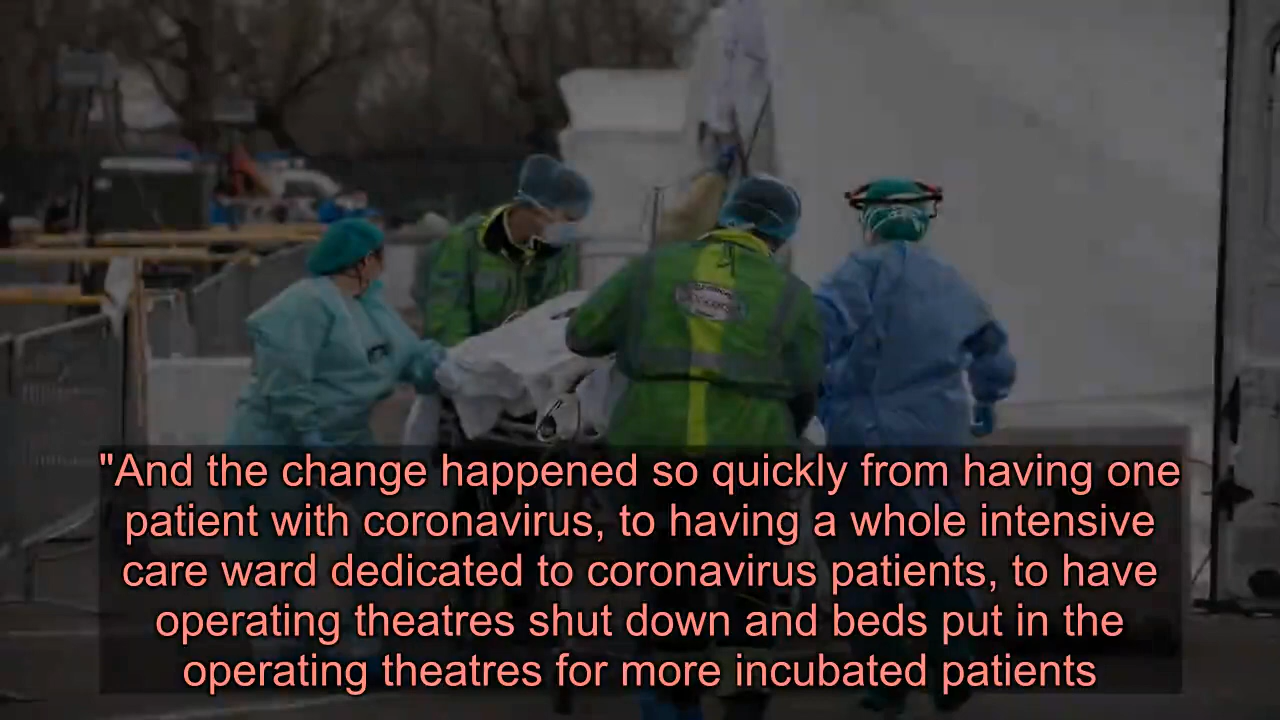 "And the change happened so quickly from having one
patient with coronavirus, to having a whole intensive
care ward dedicated to coronavirus patients, to have
operating theatres shut down and beds put in the
operating theatres for more incubated patients